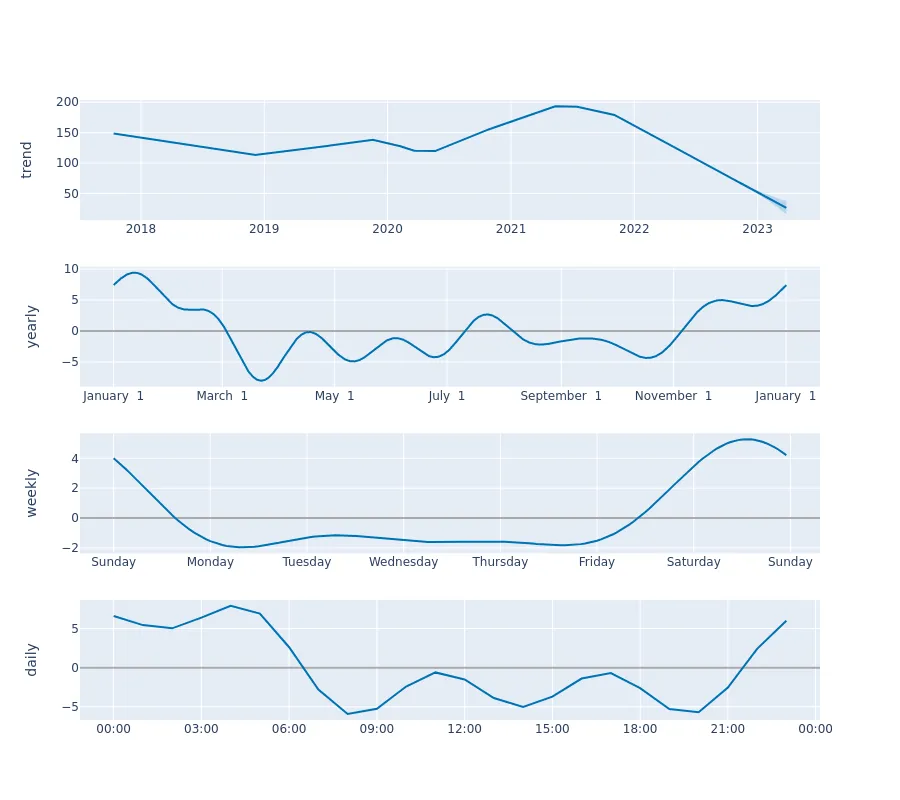 trend
200
150
100
50
2018 2019 2020 2021 2022 2023
yearly
10
5
0
−5
January 1 March 1 May 1 July 1 September 1 November 1 January 1
weekly
4
2
0
−2
Sunday Monday Tuesday Wednesday Thursday Friday Saturday Sunday
daily
5
0
−5
00:00 03:00 06:00 09:00 12:00 15:00 18:00 21:00 00:00